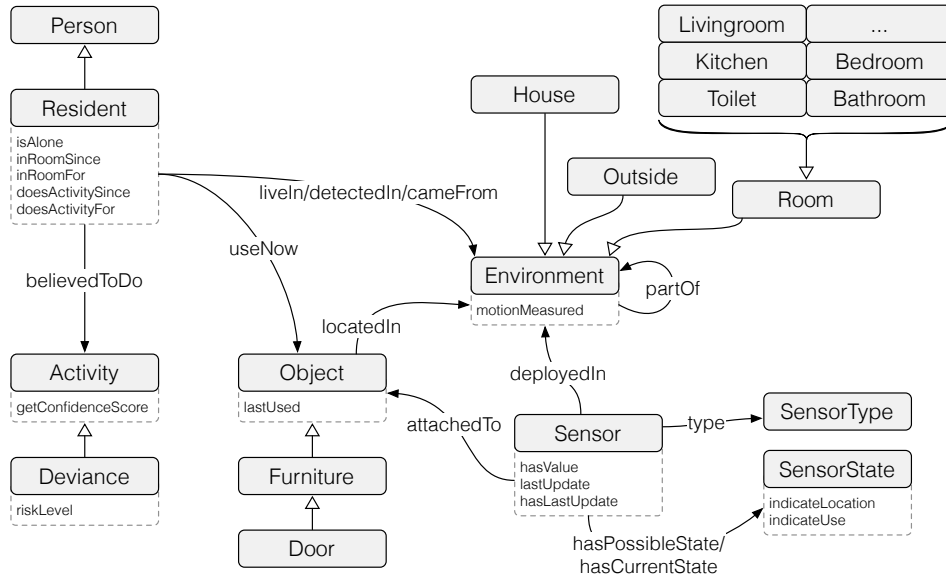 Person
Livingroom
...
Kitchen
Bedroom
Toilet
Bathroom
House
Resident
isAlone
inRoomSince
inRoomFor
doesActivitySince
doesActivityFor
Outside
Room
liveIn/detectedIn/cameFrom
useNow
believedToDo
Environment
motionMeasured
partOf
locatedIn
Activity
getConfidenceScore
Object
lastUsed
deployedIn
attachedTo
type
SensorType
Sensor
hasValue
lastUpdate
hasLastUpdate
Deviance
riskLevel
Furniture
Door
SensorState
indicateLocation
indicateUse
hasPossibleState/
hasCurrentState